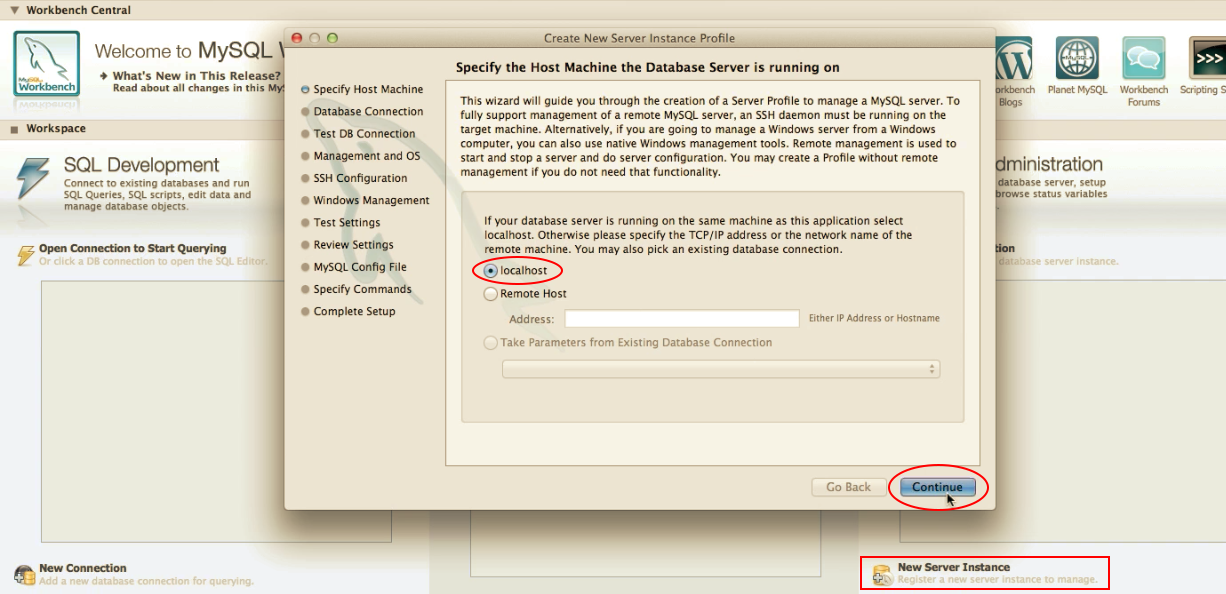 Workbench Central
MySQL
Workbench
Welcome to MySQL
What's New in This Release?
Read about all changes in this
Workspace
SQL Development
Connect to existing databases and run
SQL Queries, SQL scripts, edit data and
manage database objects.
Open Connection to Start Querying
Or click a DB connection to open the SQL Editor.
New Connection
Add a new database connection for querying.
Create New Server Instance Profile
Specify Host Machine
Database Connection
Test DB Connection
Management and OS
SSH Configuration
Windows Management
Test Settings
Review Settings
MySQL Config File
Specify Commands
Complete Setup
Specify the Host Machine the Database Server is running on
This wizard will guide you through the creation of a Server Profile to manage a MySQL server. To
fully support management of a remote MySQL server, an SSH daemon must be running on the
target machine. Alternatively, if you are going to manage a Windows server from a Windows
computer, you can also use native Windows management tools. Remote management is used to
start and stop a server and do server configuration. You may create a Profile without remote
management if you do not need that functionality.
If your database server is running on the same machine as this application select
localhost. Otherwise please specify the TCP/IP address or the network name of the
remote machine. You may also pick an existing database connection.
localhost
Remote Host
Address:
Either IP Address or Hostname
Take Parameters from Existing Database Connection
Go Back
Continue
orkbench
Blogs
Planet MySQL
Workbench
Forums
Scripting S
>>>
dministration
database server, setup
browse status variables
tion
database server instance.
New Server Instance
Register a new server instance to manage.